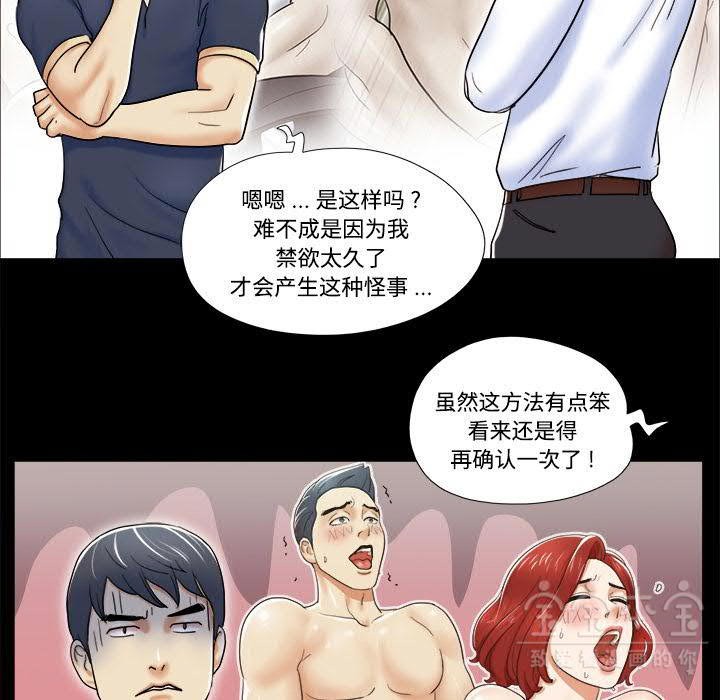 嗯嗯 ... 是这样吗 ?
难不成是因为我
禁欲太久了
才会产生这种怪事 ...
虽然这方法有点笨
看来还是得
再确认一次了 !